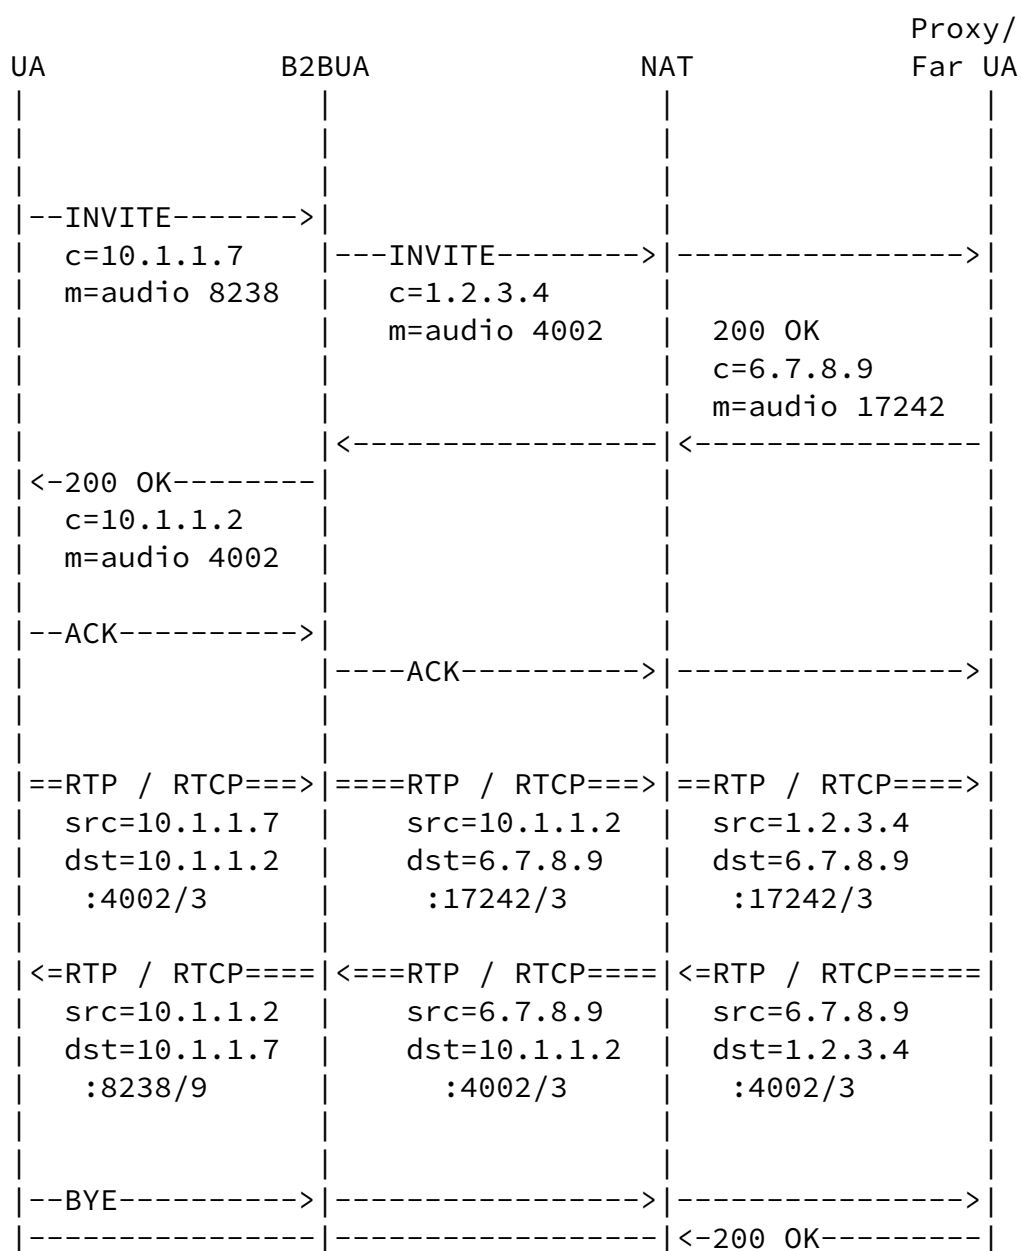 Proxy/
UA               B2BUA                NAT          Far UA
|                |                   |                  |
|                |                   |                  |
|                |                   |                  |
|--INVITE------->|                   |                  |
|  c=10.1.1.7    |---INVITE-------->|---------------->|
|  m=audio 8238  |   c=1.2.3.4       |                  |
|                |   m=audio 4002    |  200 OK          |
|                |                   |  c=6.7.8.9       |
|                |                   |  m=audio 17242   |
|                |<------------------|<----------------|
|<-200 OK--------|                   |                  |
|  c=10.1.1.2    |                   |                  |
|  m=audio 4002  |                   |                  |
|                |                   |                  |
|--ACK---------->|                   |                  |
|                |----ACK---------->|---------------->|
|                |                   |                  |
|                |                   |                  |
|==RTP / RTCP===>|====RTP / RTCP===>|==RTP / RTCP====>|
|  src=10.1.1.7  |    src=10.1.1.2   |  src=1.2.3.4     |
|  dst=10.1.1.2  |    dst=6.7.8.9    |  dst=6.7.8.9     |
|   :4002/3      |     :17242/3      |   :17242/3       |
|                |                   |                  |
|<=RTP / RTCP====|<===RTP / RTCP====|<=RTP / RTCP=====|
|  src=10.1.1.2  |    src=6.7.8.9    |  src=6.7.8.9     |
|  dst=10.1.1.7  |    dst=10.1.1.2   |  dst=1.2.3.4     |
|   :8238/9      |      :4002/3      |   :4002/3        |
|                |                   |                  |
|                |                   |                  |
|--BYE---------->|----------------->|---------------->|
|----------------|------------------|<-200 OK---------|